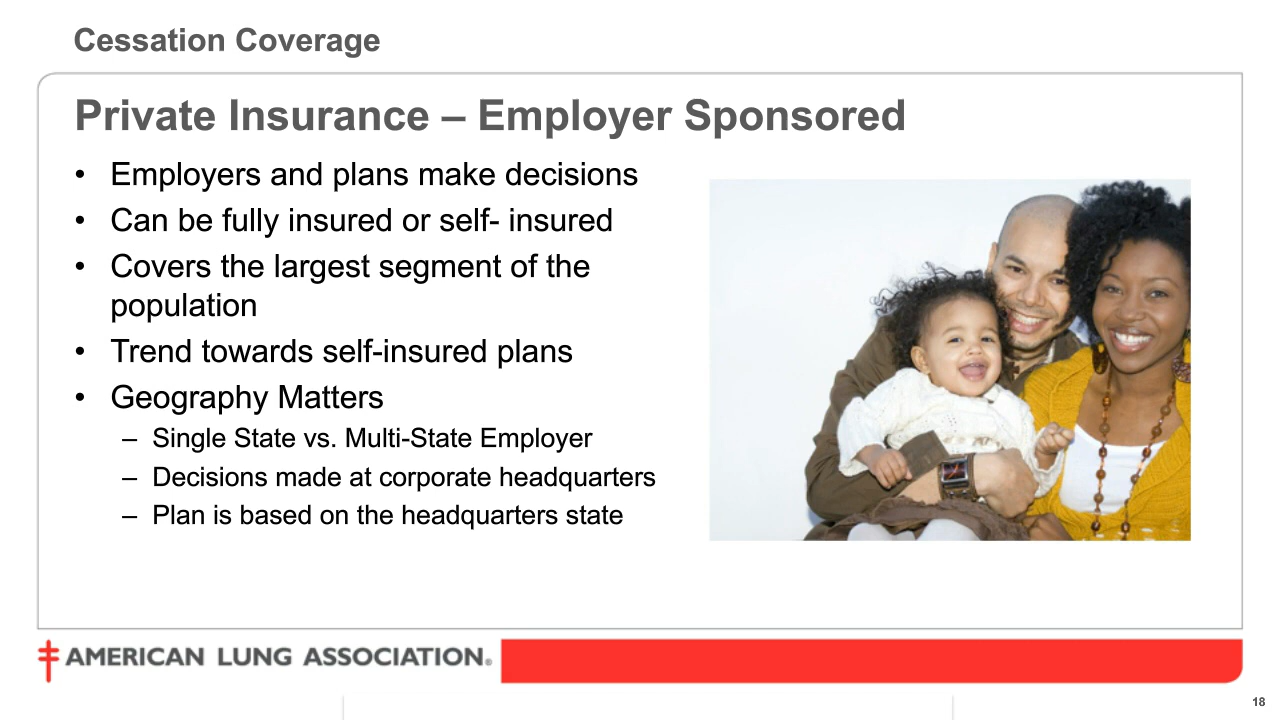 Cessation Coverage
Private Insurance – Employer Sponsored
• Employers and plans make decisions
• Can be fully insured or self- insured
• Covers the largest segment of the
population
• Trend towards self-insured plans
• Geography Matters
– Single State vs. Multi-State Employer
– Decisions made at corporate headquarters
– Plan is based on the headquarters state
AMERICAN LUNG ASSOCIATION®
18